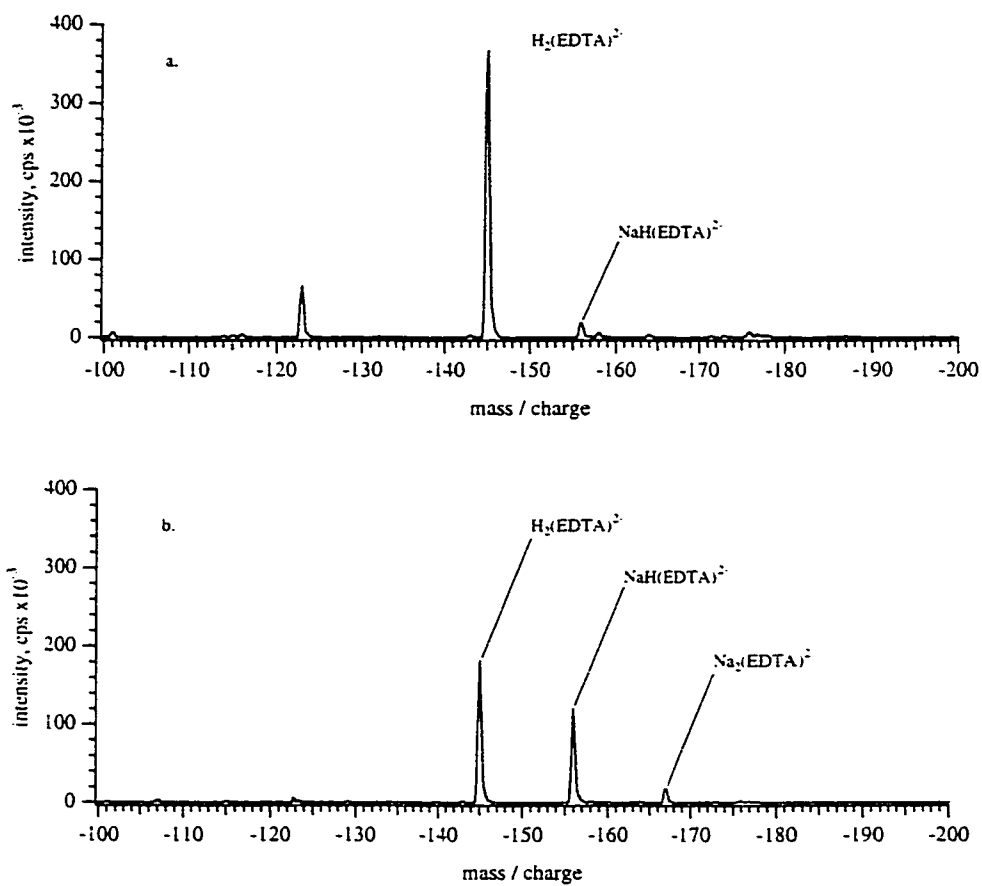 400
300
200
100
0
intensity, cps x10⁻³
a.
H₂(EDTA)²⁻
NaH(EDTA)²⁻
-100 -110 -120 -130 -140 -150 -160 -170 -180 -190 -200
mass / charge
400
300
200
100
0
intensity, cps x10⁻³
b.
H₂(EDTA)²⁻
NaH(EDTA)²⁻
Na₂(EDTA)²⁻
-100 -110 -120 -130 -140 -150 -160 -170 -180 -190 -200
mass / charge